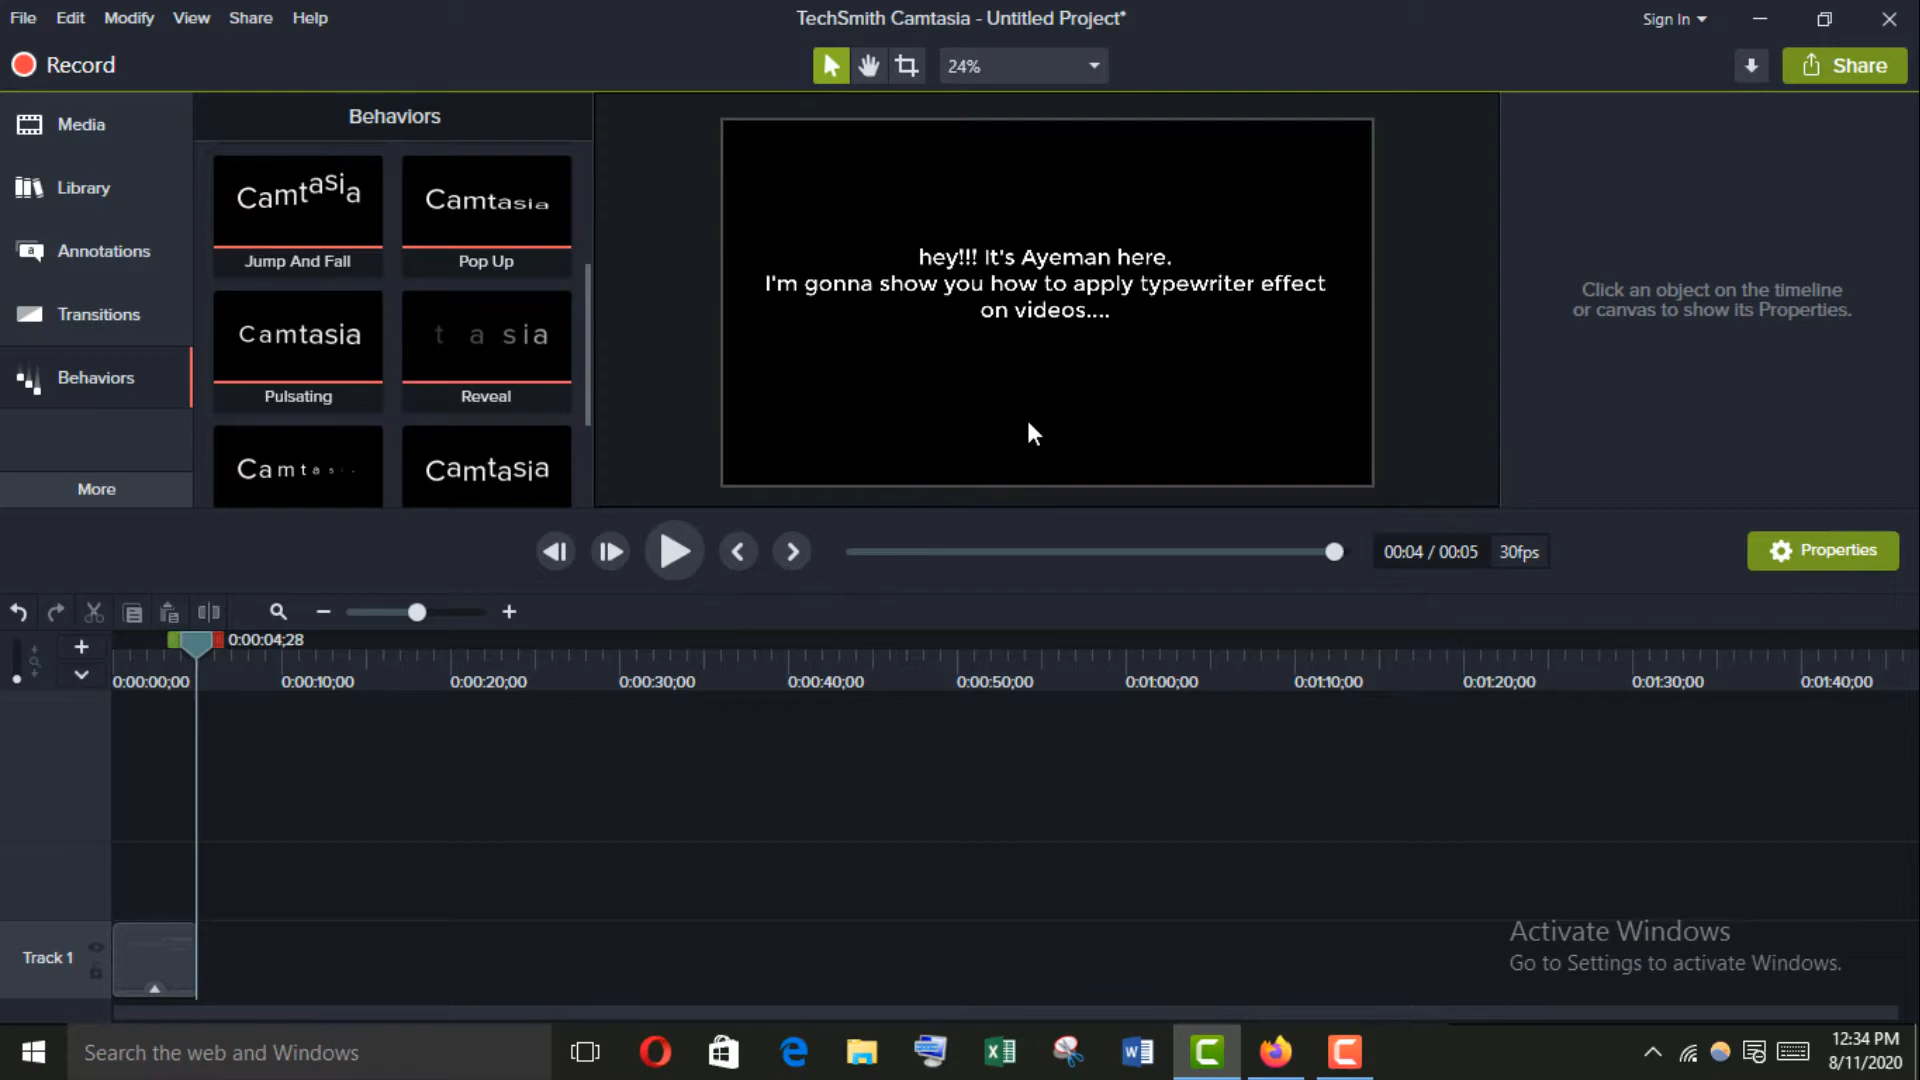 File Edit Modify View Share Help
TechSmith Camtasia - Untitled Project*
Sign In
Record
24%
Share
Media
Library
Annotations
Transitions
Behaviors
More
Behaviors
Camtasia
Camtasia
Jump And Fall
Pop Up
Camtasia
t a sia
Pulsating
Reveal
Camtas
Camtasia
hey!!! It's Ayeman here.
I'm gonna show you how to apply typewriter effect
on videos....
Click an object on the timeline
or canvas to show its Properties.
00:04 / 00:05
30fps
Properties
0:00:04;28
0:00:00;00 0:00:10;00 0:00:20;00 0:00:30;00 0:00:40;00 0:00:50;00 0:01:00;00 0:01:10;00 0:01:20;00 0:01:30;00 0:01:40;00
Track 1
Activate Windows
Go to Settings to activate Windows.
Search the web and Windows
12:34 PM
8/11/2020